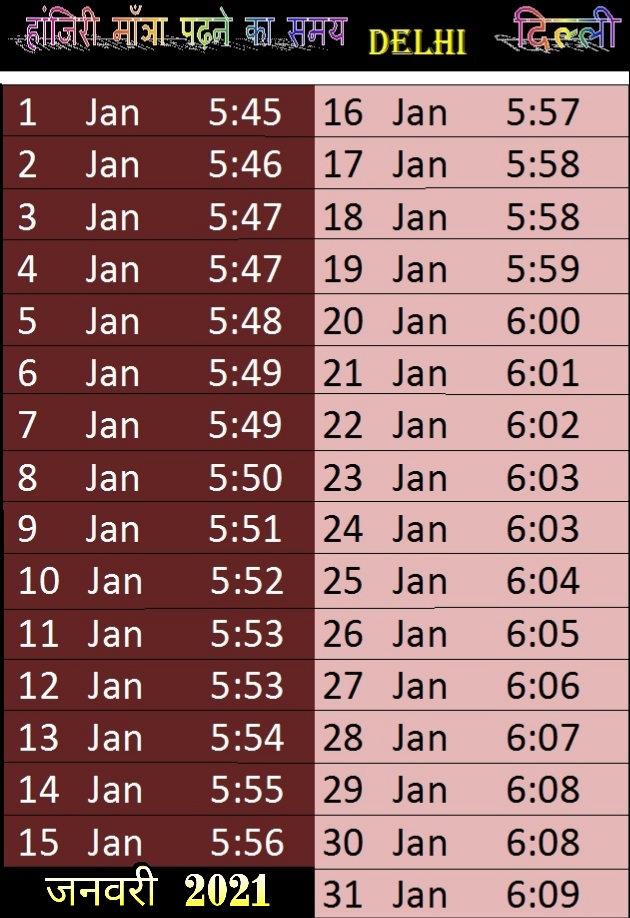 हांजिरी माँत्रा पढ़ने का समय DELHI दिल्ली
1 Jan 5:45
2 Jan 5:46
3 Jan 5:47
4 Jan 5:47
5 Jan 5:48
6 Jan 5:49
7 Jan 5:49
8 Jan 5:50
9 Jan 5:51
10 Jan 5:52
11 Jan 5:53
12 Jan 5:53
13 Jan 5:54
14 Jan 5:55
15 Jan 5:56
जनवरी 2021
16 Jan 5:57
17 Jan 5:58
18 Jan 5:58
19 Jan 5:59
20 Jan 6:00
21 Jan 6:01
22 Jan 6:02
23 Jan 6:03
24 Jan 6:03
25 Jan 6:04
26 Jan 6:05
27 Jan 6:06
28 Jan 6:07
29 Jan 6:08
30 Jan 6:08
31 Jan 6:09